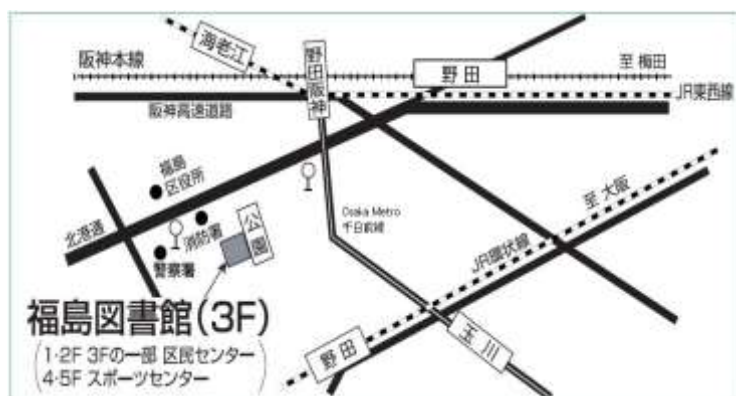 海老江
野田阪神
阪神本線
野田
至 梅田
JR東西線
阪神高速道路
福島
区役所
北港通
消防署
公園
警察署
Osaka Metro
千日前線
至 大阪
JR環状線
玉川
野田
福島図書館(3F)
(1・2F 3Fの一部 区民センター
4・5F スポーツセンター)